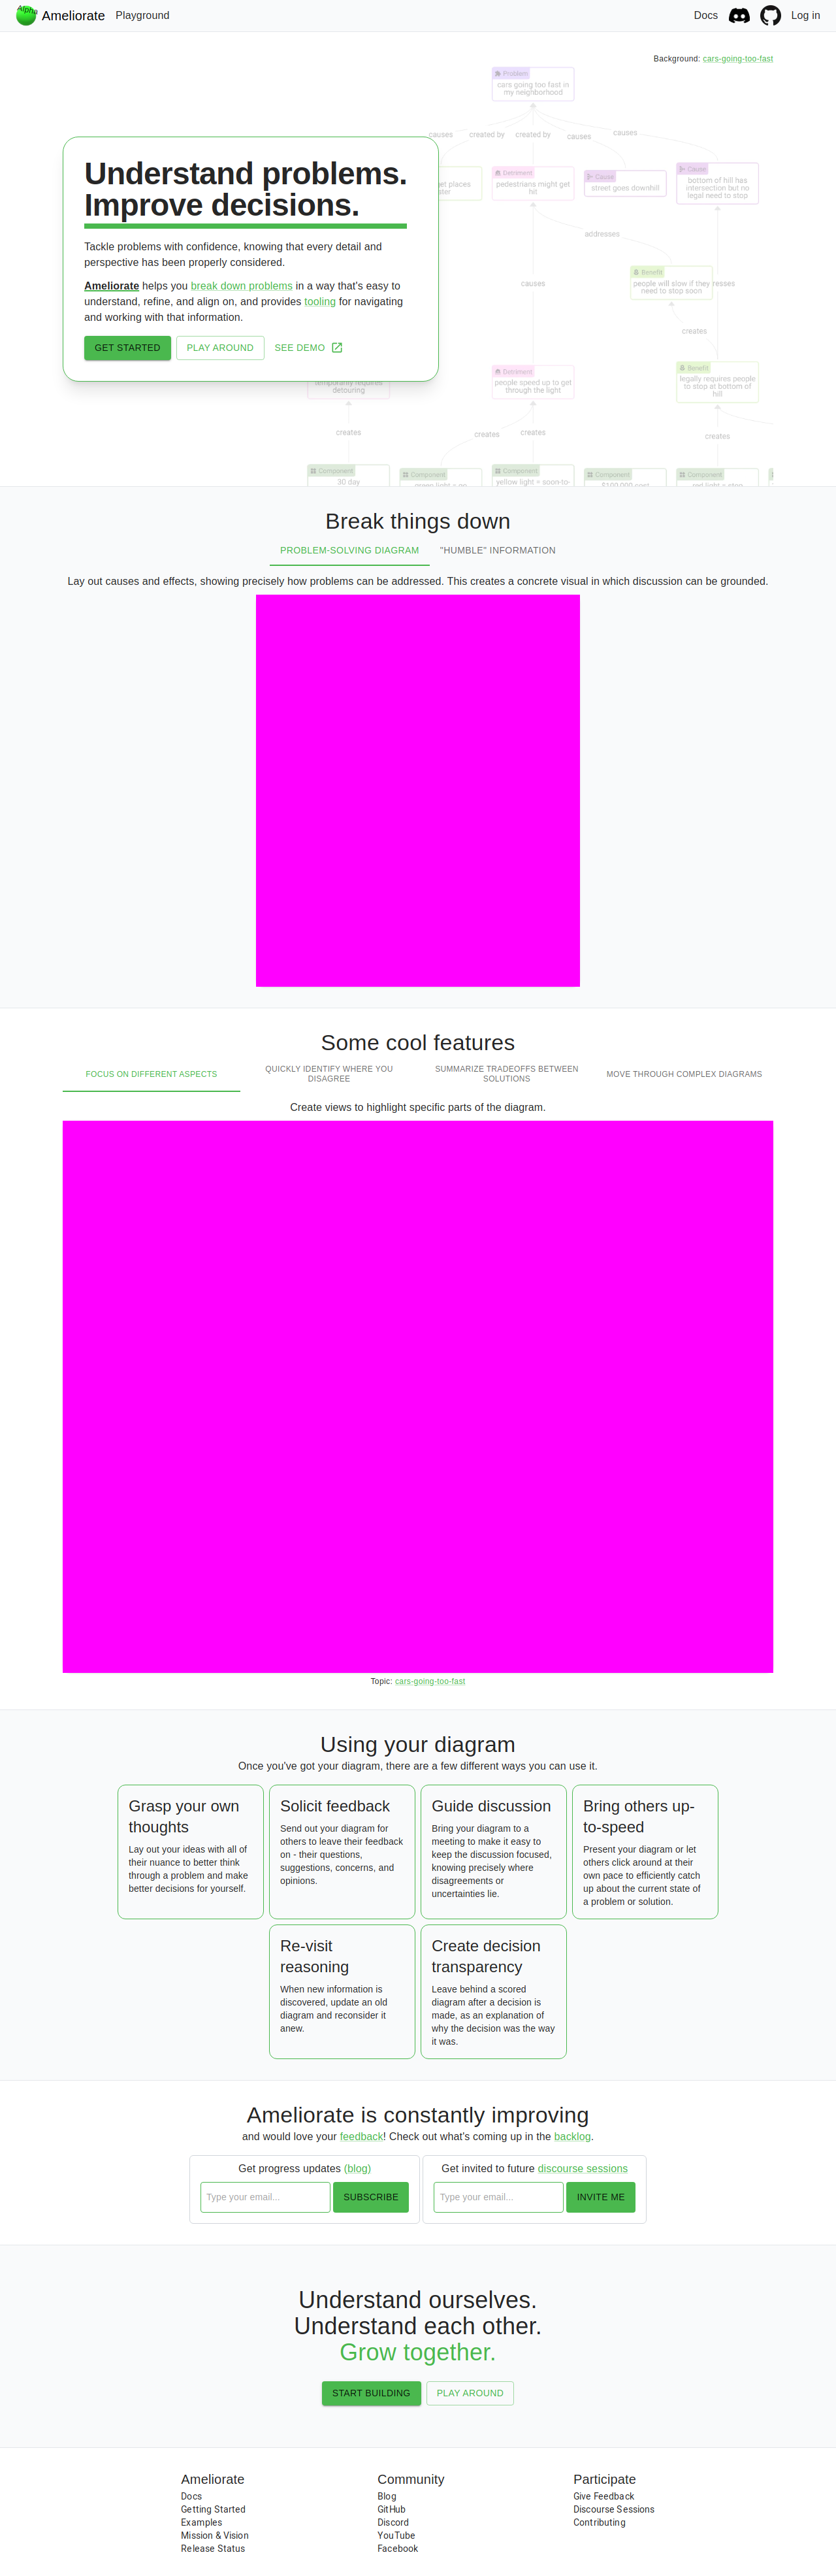 Alpha
Ameliorate
Playground
Docs
Log in
Background: cars-going-too-fast
Problem
cars going too fast in
my neighborhood
causes
created by
created by
causes
causes
get places
Detriment
pedestrians might get
hit
Cause
street goes downhill
Cause
bottom of hill has
intersection but no
legal need to stop
Understand problems.
Improve decisions.
Tackle problems with confidence, knowing that every detail and
perspective has been properly considered.
Ameliorate helps you break down problems in a way that's easy to
understand, refine, and align on, and provides tooling for navigating
and working with that information.
GET STARTED
PLAY AROUND
SEE DEMO
addresses
Benefit
people will slow if they
need to stop soon
causes
creates
Detriment
people speed up to get
through the light
Benefit
legally requires people
to stop at bottom of
hill
temporarily requires
detouring
creates
creates
creates
creates
Component
30 day
Component
Component
yellow light = soon-to-
Component
Component
Break things down
PROBLEM-SOLVING DIAGRAM
"HUMBLE" INFORMATION
Lay out causes and effects, showing precisely how problems can be addressed. This creates a concrete visual in which discussion can be grounded.
Some cool features
FOCUS ON DIFFERENT ASPECTS
QUICKLY IDENTIFY WHERE YOU
DISAGREE
SUMMARIZE TRADEOFFS BETWEEN
SOLUTIONS
MOVE THROUGH COMPLEX DIAGRAMS
Create views to highlight specific parts of the diagram.
Topic: cars-going-too-fast
Using your diagram
Once you've got your diagram, there are a few different ways you can use it.
Grasp your own
thoughts
Lay out your ideas with all of
their nuance to better think
through a problem and make
better decisions for yourself.
Solicit feedback
Send out your diagram for
others to leave their feedback
on - their questions,
suggestions, concerns, and
opinions.
Guide discussion
Bring your diagram to a
meeting to make it easy to
keep the discussion focused,
knowing precisely where
disagreements or
uncertainties lie.
Bring others up-
to-speed
Present your diagram or let
others click around at their
own pace to efficiently catch
up about the current state of
a problem or solution.
Re-visit
reasoning
When new information is
discovered, update an old
diagram and reconsider it
anew.
Create decision
transparency
Leave behind a scored
diagram after a decision is
made, as an explanation of
why the decision was the way
it was.
Ameliorate is constantly improving
and would love your feedback! Check out what's coming up in the backlog.
Get progress updates (blog)
Type your email...
SUBSCRIBE
Get invited to future discourse sessions
Type your email...
INVITE ME
Understand ourselves.
Understand each other.
Grow together.
START BUILDING
PLAY AROUND
Ameliorate
Docs
Getting Started
Examples
Mission & Vision
Release Status
Community
Blog
GitHub
Discord
YouTube
Facebook
Participate
Give Feedback
Discourse Sessions
Contributing